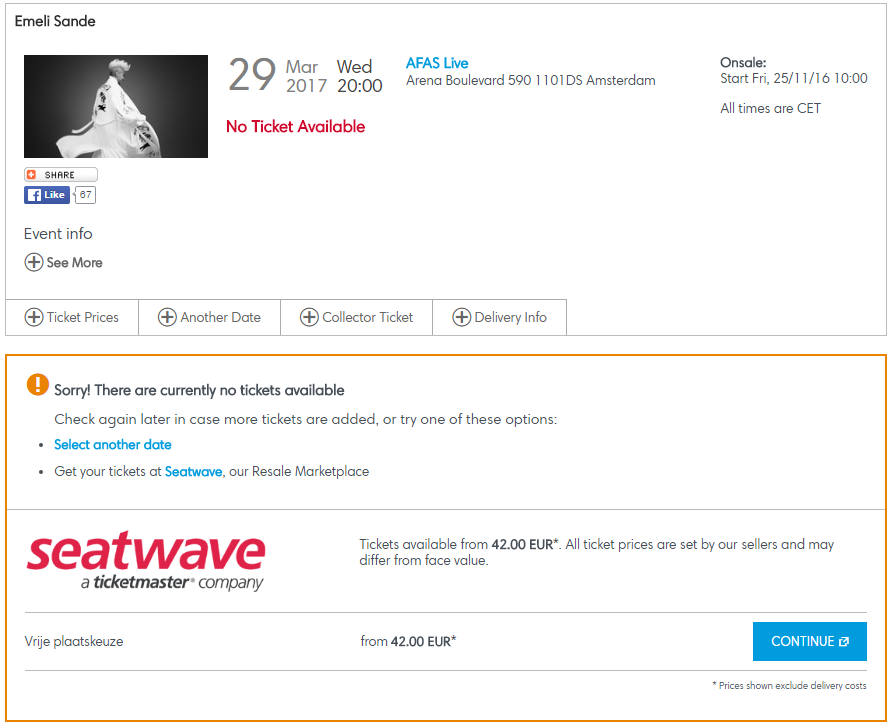 Emeli Sande
29 Mar 2017 Wed 20:00
AFAS Live
Arena Boulevard 590 1101DS Amsterdam
Onsale:
Start Fri, 25/11/16 10:00
All times are CET
No Ticket Available
SHARE
Like 67
Event info
See More
Ticket Prices
Another Date
Collector Ticket
Delivery Info
Sorry! There are currently no tickets available
Check again later in case more tickets are added, or try one of these options:
• Select another date
• Get your tickets at Seatwave, our Resale Marketplace
seatwave
a ticketmaster® company
Tickets available from 42.00 EUR*. All ticket prices are set by our sellers and may
differ from face value.
Vrije plaatskeuze
from 42.00 EUR*
CONTINUE
* Prices shown exclude delivery costs